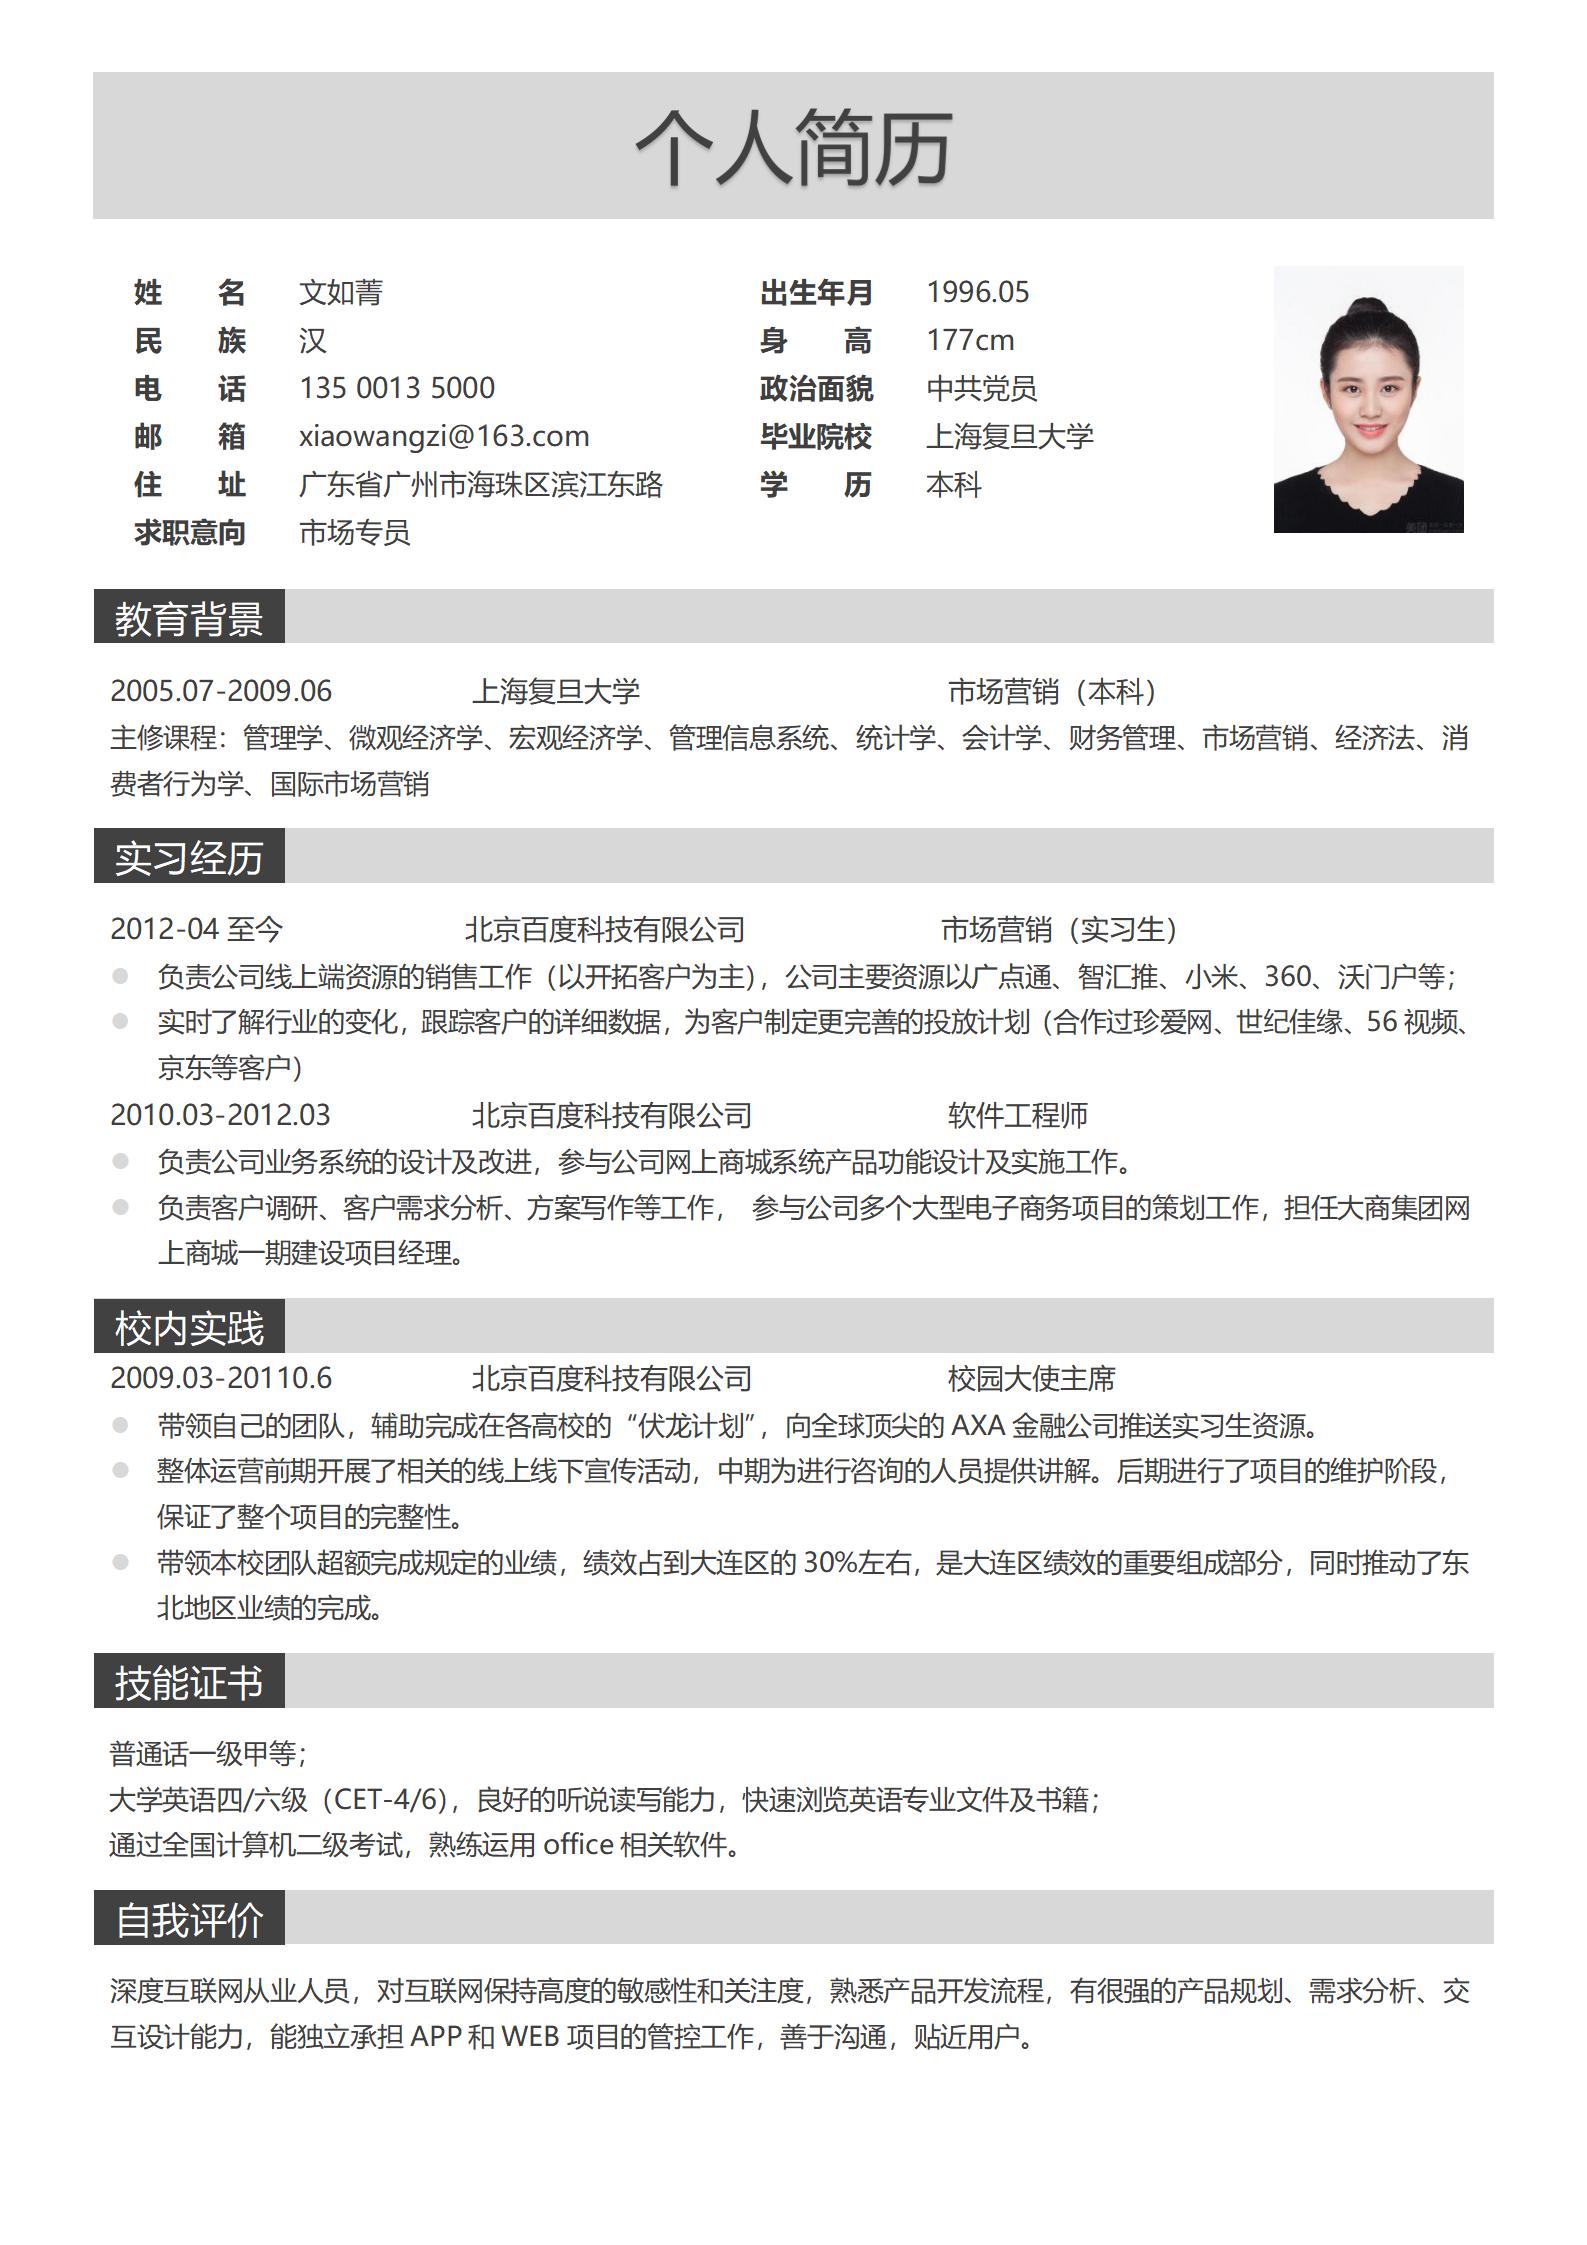 个人简历
姓 名 文如菁 出生年月 1996.05
民 族 汉 身 高 177cm
电 话 135 0013 5000 政治面貌 中共党员
邮 箱 xiaowangzi@163.com 毕业院校 上海复旦大学
住 址 广东省广州市海珠区滨江东路 学 历 本科
求职意向 市场专员
教育背景
2005.07-2009.06 上海复旦大学 市场营销（本科）
主修课程：管理学、微观经济学、宏观经济学、管理信息系统、统计学、会计学、财务管理、市场营销、经济法、消
费者行为学、国际市场营销
实习经历
2012-04 至今 北京百度科技有限公司 市场营销（实习生）
负责公司线上端资源的销售工作（以开拓客户为主），公司主要资源以广点通、智汇推、小米、360、沃门户等；
实时了解行业的变化，跟踪客户的详细数据，为客户制定更完善的投放计划（合作过珍爱网、世纪佳缘、56 视频、
京东等客户）
2010.03-2012.03 北京百度科技有限公司 软件工程师
负责公司业务系统的设计及改进，参与公司网上商城系统产品功能设计及实施工作。
负责客户调研、客户需求分析、方案写作等工作， 参与公司多个大型电子商务项目的策划工作，担任大商集团网
上商城一期建设项目经理。
校内实践
2009.03-20110.6 北京百度科技有限公司 校园大使主席
带领自己的团队，辅助完成在各高校的“伏龙计划”，向全球顶尖的 AXA 金融公司推送实习生资源。
整体运营前期开展了相关的线上线下宣传活动，中期为进行咨询的人员提供讲解。后期进行了项目的维护阶段，
保证了整个项目的完整性。
带领本校团队超额完成规定的业绩，绩效占到大连区的 30%左右，是大连区绩效的重要组成部分，同时推动了东
北地区业绩的完成。
技能证书
普通话一级甲等；
大学英语四/六级（CET-4/6），良好的听说读写能力，快速浏览英语专业文件及书籍；
通过全国计算机二级考试，熟练运用 office 相关软件。
自我评价
深度互联网从业人员，对互联网保持高度的敏感性和关注度，熟悉产品开发流程，有很强的产品规划、需求分析、交
互设计能力，能独立承担 APP 和 WEB 项目的管控工作，善于沟通，贴近用户。